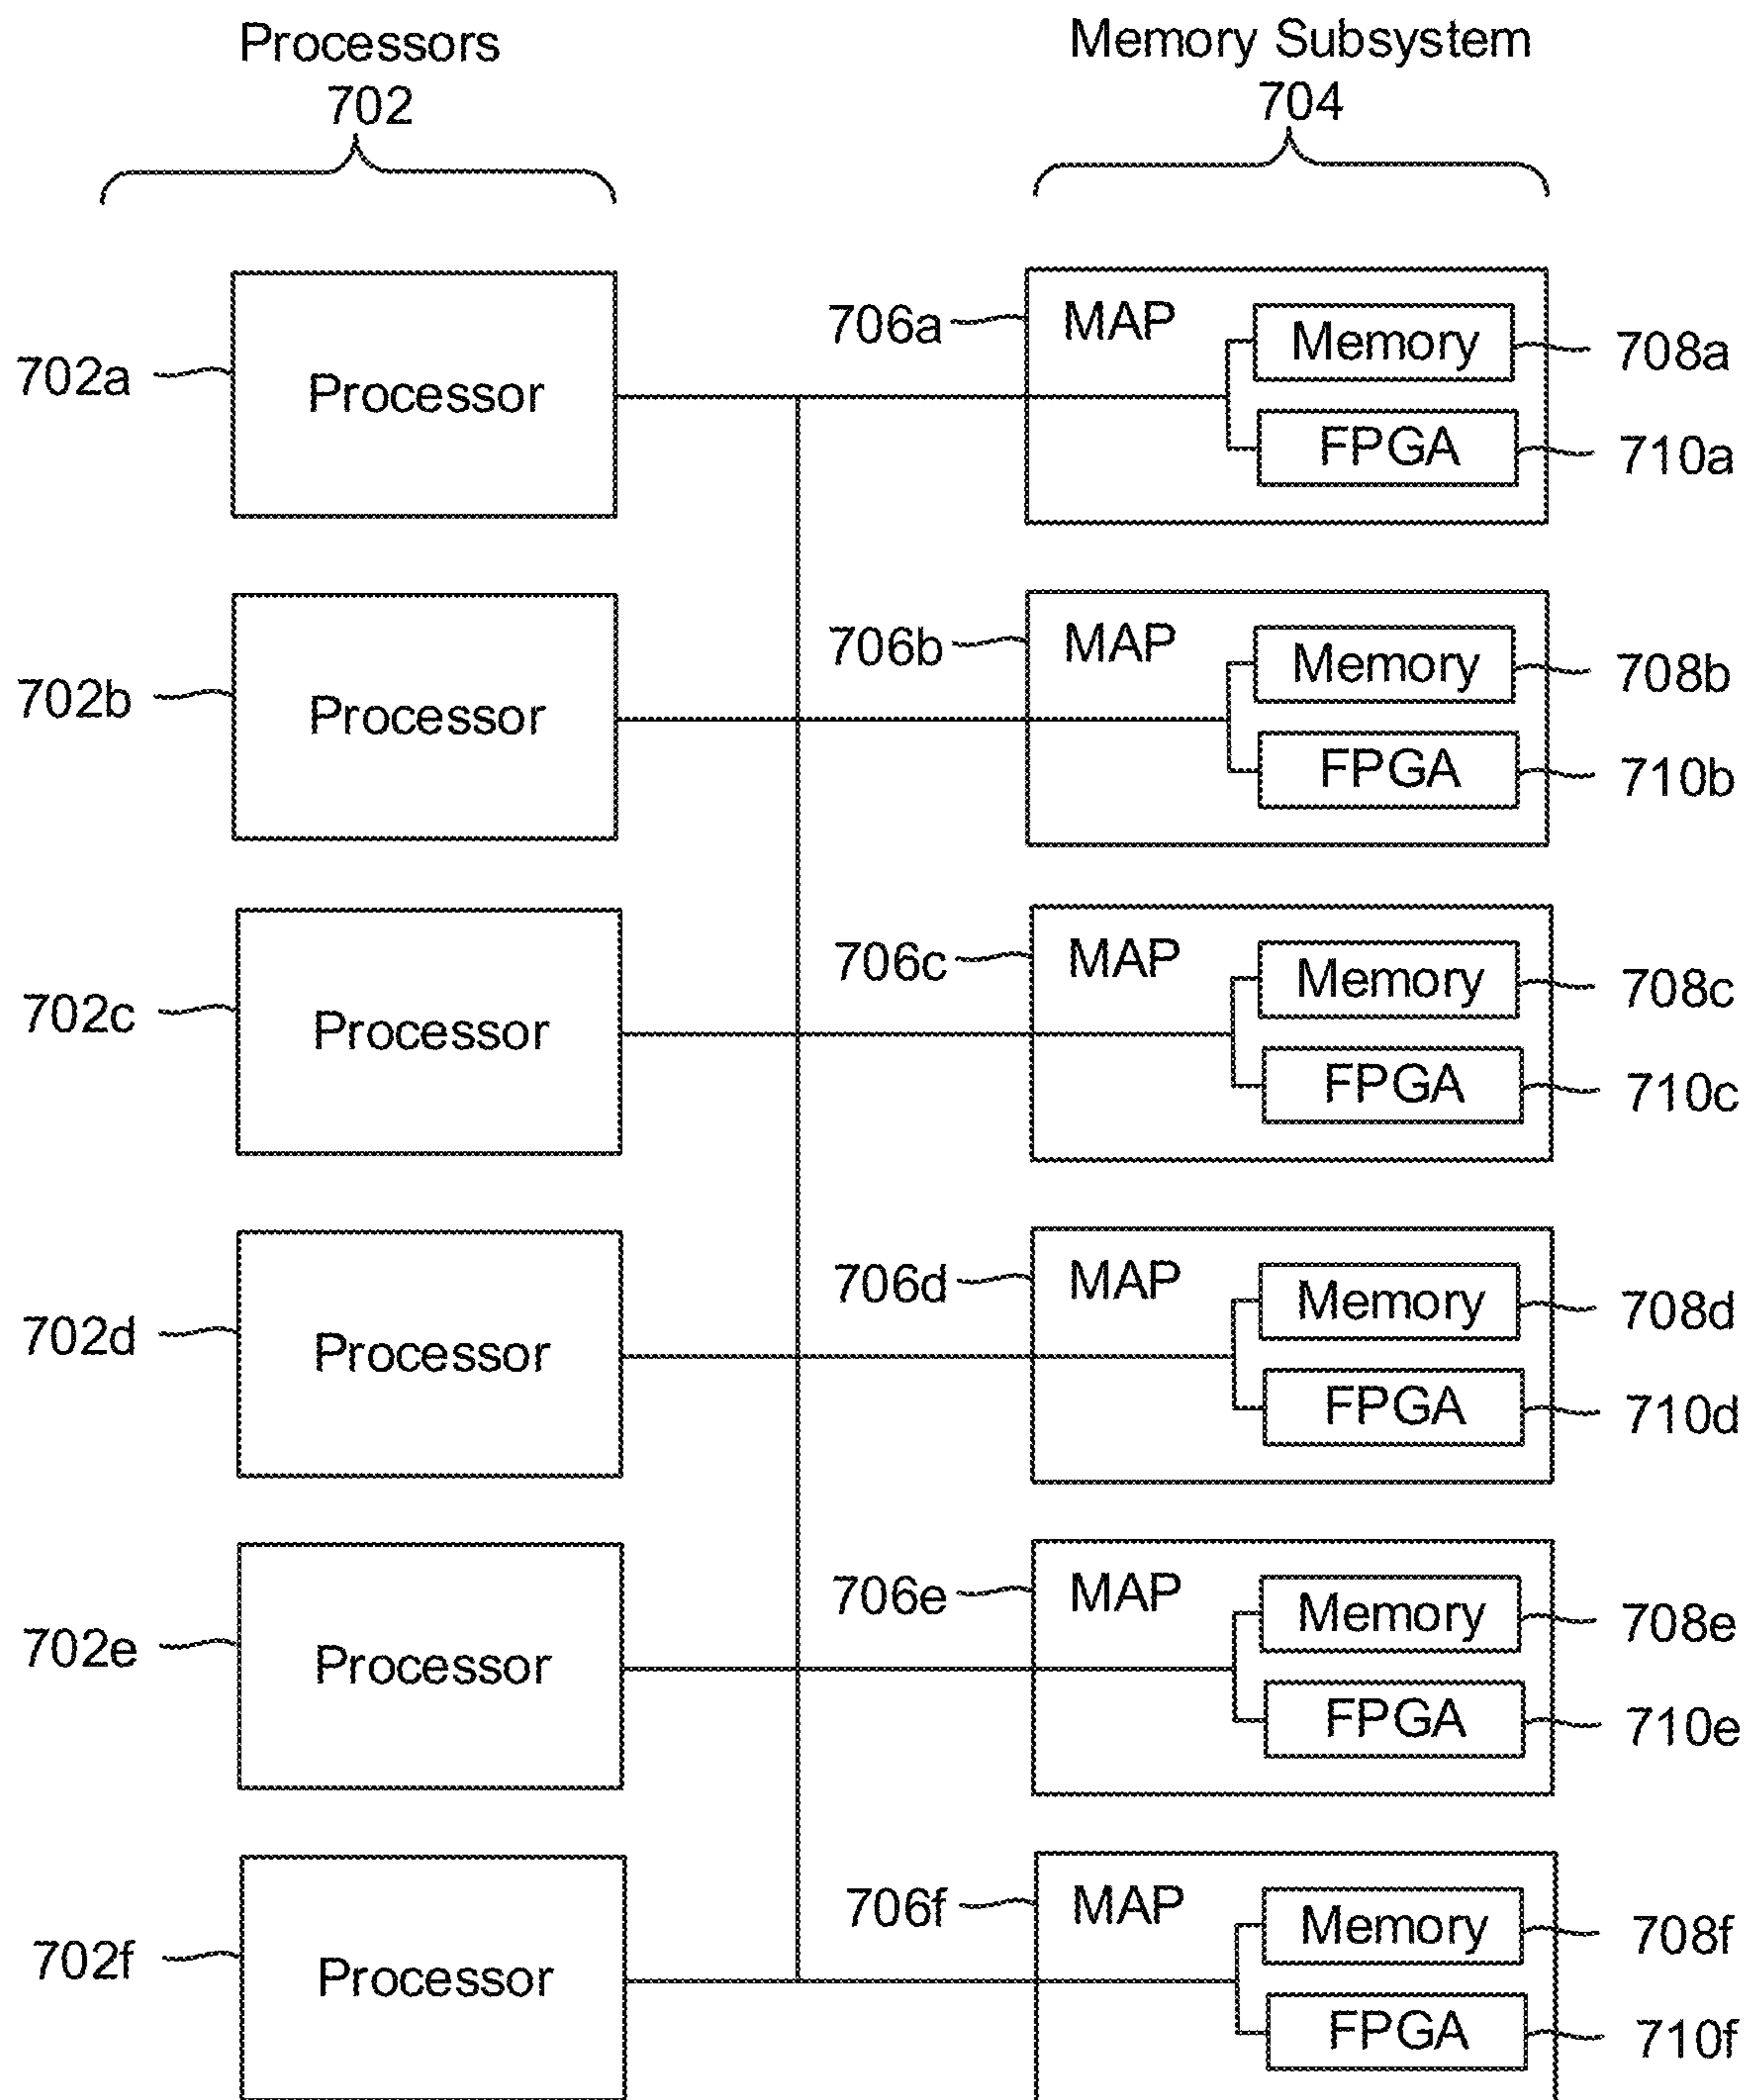 Processors
702
Memory Subsystem
704
706a
MAP
Memory
708a
702a
Processor
FPGA
710a
706b
MAP
Memory
708b
702b
Processor
FPGA
710b
706c
MAP
Memory
708c
702c
Processor
FPGA
710c
706d
MAP
Memory
708d
702d
Processor
FPGA
710d
706e
MAP
Memory
708e
702e
Processor
FPGA
710e
706f
MAP
Memory
708f
702f
Processor
FPGA
710f